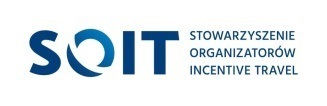 SOIT
STOWARZYSZENIE
ORGANIZATORÓW
INCENTIVE TRAVEL